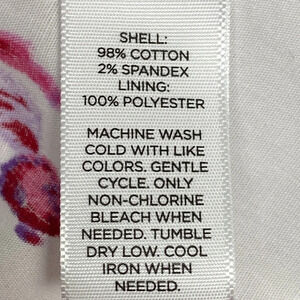 SHELL:
98% COTTON
2% SPANDEX
LINING:
100% POLYESTER
MACHINE WASH
COLD WITH LIKE
COLORS. GENTLE
CYCLE. ONLY
NON-CHLORINE
BLEACH WHEN
NEEDED. TUMBLE
DRY LOW. COOL
IRON WHEN
NEEDED.